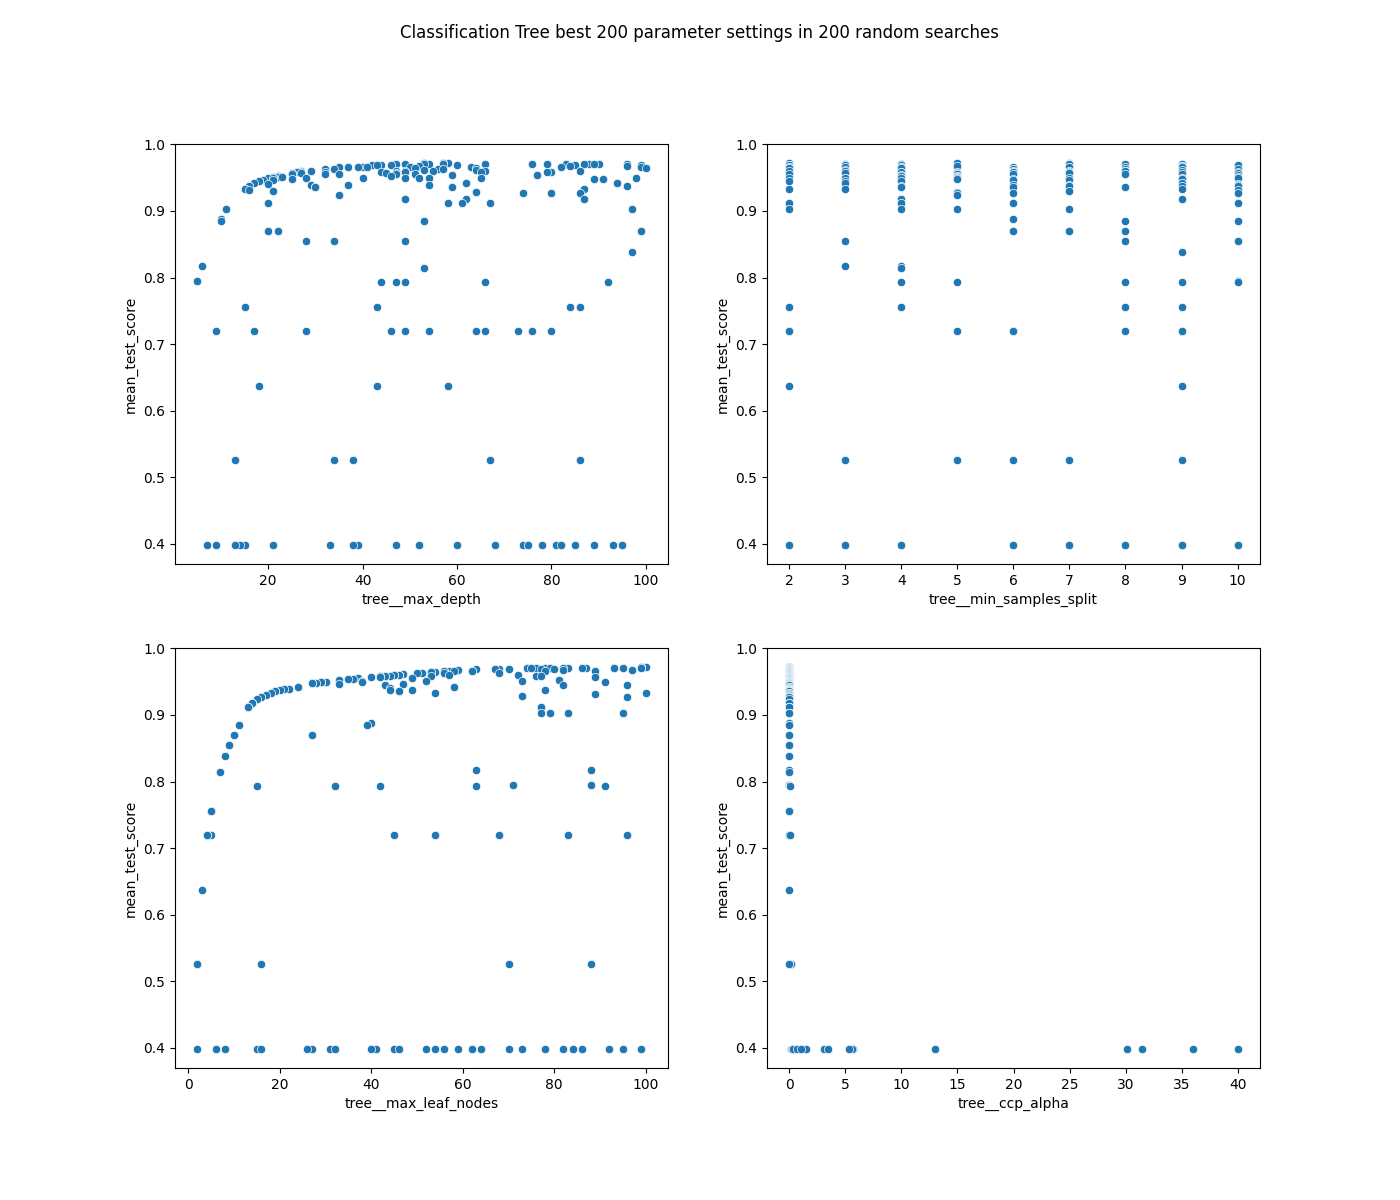 Classification Tree best 200 parameter settings in 200 random searches
mean_test_score
1.0
0.9
0.8
0.7
0.6
0.5
0.4
20 40 60 80 100
tree__max_depth
mean_test_score
1.0
0.9
0.8
0.7
0.6
0.5
0.4
2 3 4 5 6 7 8 9 10
tree__min_samples_split
mean_test_score
1.0
0.9
0.8
0.7
0.6
0.5
0.4
0 20 40 60 80 100
tree__max_leaf_nodes
mean_test_score
1.0
0.9
0.8
0.7
0.6
0.5
0.4
0 5 10 15 20 25 30 35 40
tree__ccp_alpha